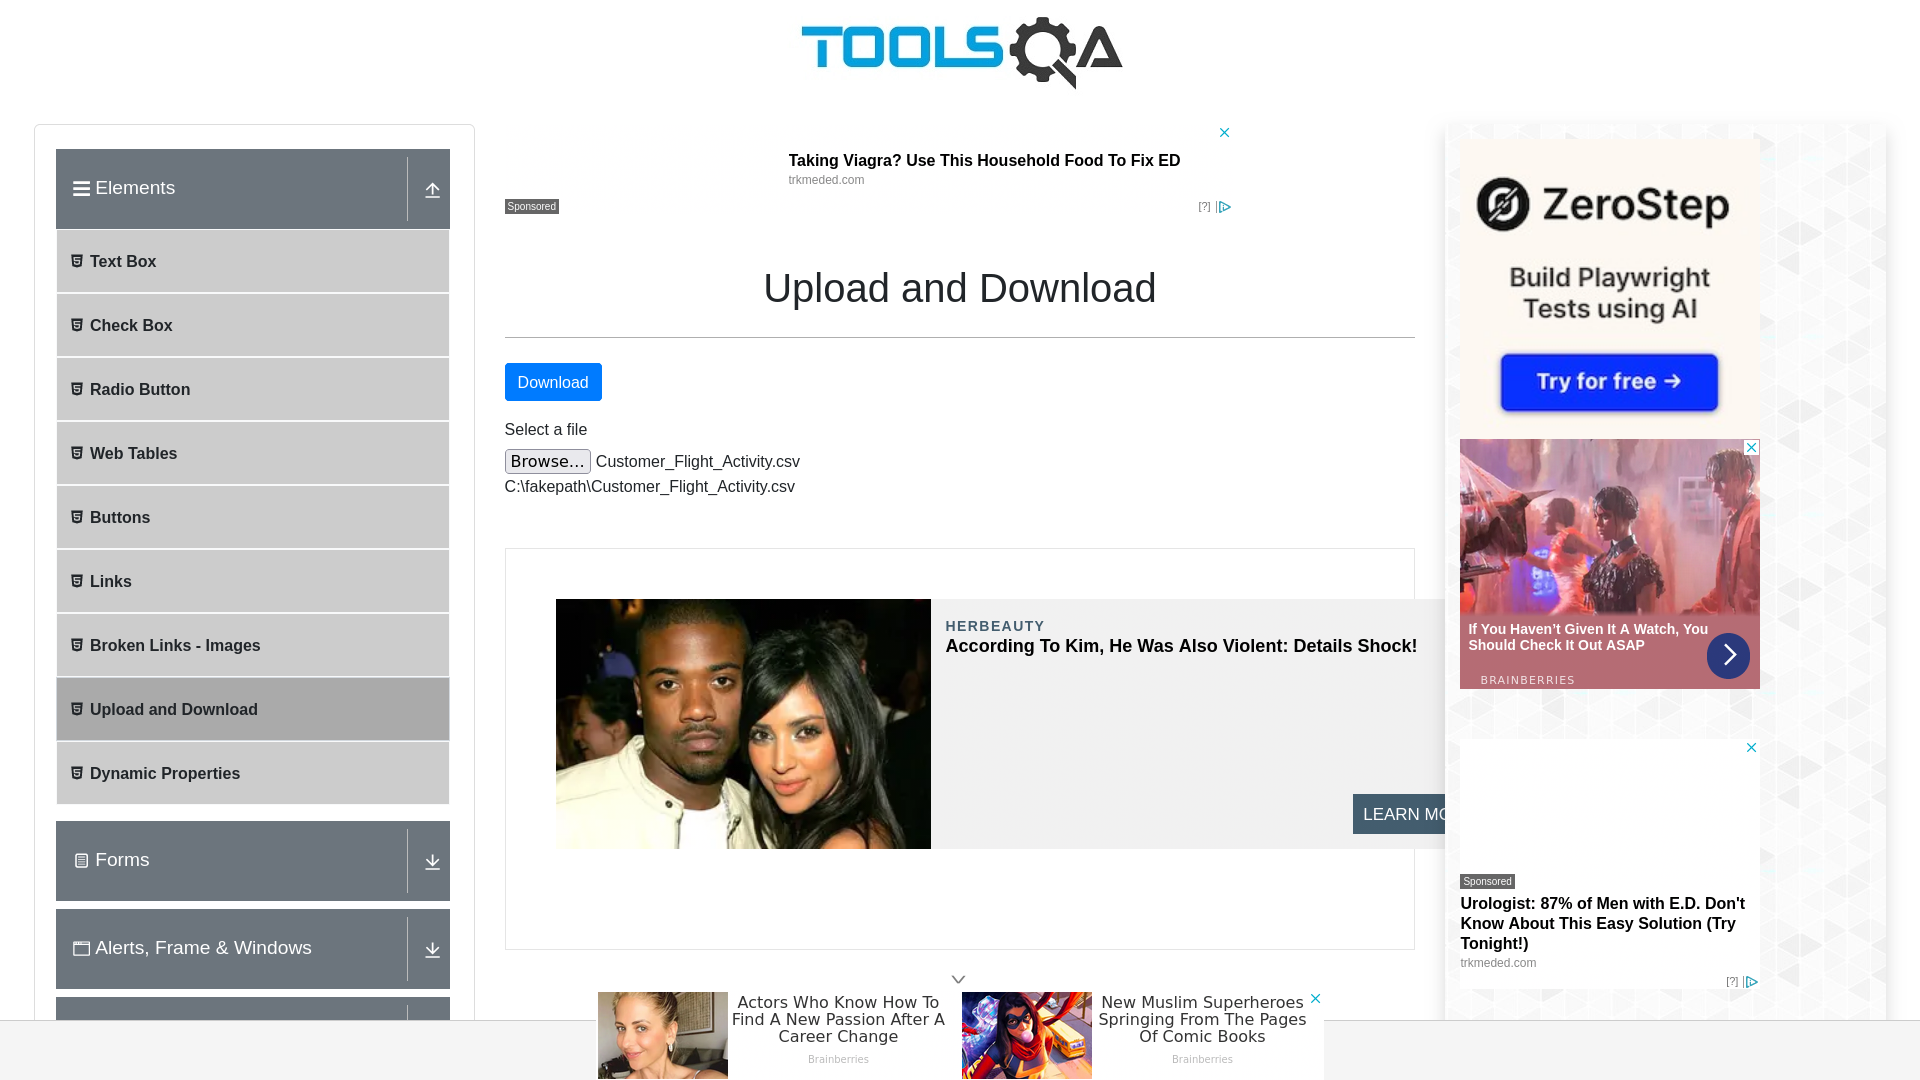 TOOLSQA
Elements
Text Box
Check Box
Radio Button
Web Tables
Buttons
Links
Broken Links - Images
Upload and Download
Dynamic Properties
Forms
Alerts, Frame & Windows
Taking Viagra? Use This Household Food To Fix ED
trkmeded.com
Sponsored
[?]
Upload and Download
Download
Select a file
Browse... Customer_Flight_Activity.csv
C:\fakepath\Customer_Flight_Activity.csv
HERBEAUTY
According To Kim, He Was Also Violent: Details Shock!
LEARN MO
Actors Who Know How To
Find A New Passion After A
Career Change
Brainberries
New Muslim Superheroes
Springing From The Pages
Of Comic Books
Brainberries
ZeroStep
Build Playwright
Tests using AI
Try for free →
If You Haven't Given It A Watch, You
Should Check It Out ASAP
BRAINBERRIES
Sponsored
Urologist: 87% of Men with E.D. Don't
Know About This Easy Solution (Try
Tonight!)
trkmeded.com
[?]